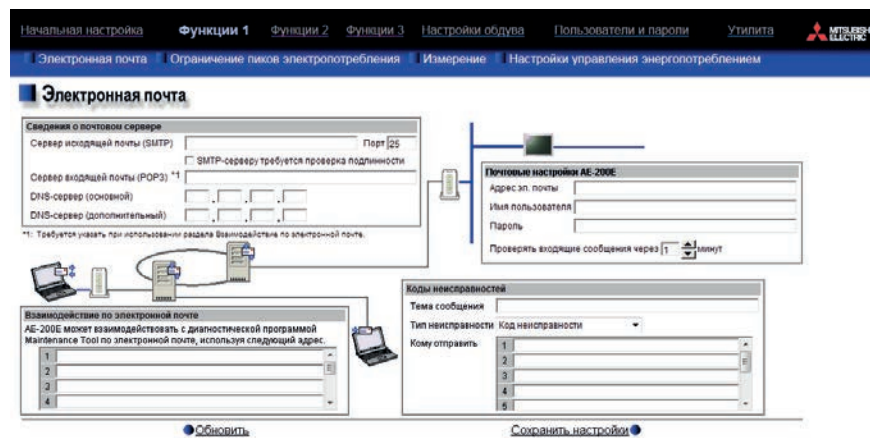 Начальная настройка Функции 1 Функции 2 Функции 3 Настройки обдува Пользователи и пароли Утилита MITSUBISHI ELECTRIC
Электронная почта Ограничение пиков электропотребления Измерение Настройки управления энергопотреблением
Электронная почта
Сведения о почтовом сервере
Сервер исходящей почты (SMTP) Порт 25
SMTP-серверу требуется проверка подлинности
Сервер входящей почты (POP3) *1
DNS-сервер (основной)
DNS-сервер (дополнительный)
*1: Требуется указать при использовании раздела Взаимодействие по электронной почте.
Почтовые настройки AE-200E
Адрес эл. почты
Имя пользователя
Пароль
Проверять входящие сообщения через 1 минут
Взаимодействие по электронной почте
AE-200E может взаимодействовать с диагностической программой
Maintenance Tool по электронной почте, используя следующий адрес.
1
2
3
4
Коды неисправностей
Тема сообщения
Тип неисправности Код неисправности
Кому отправить 1
2
3
4
5
Обновить Сохранить настройки